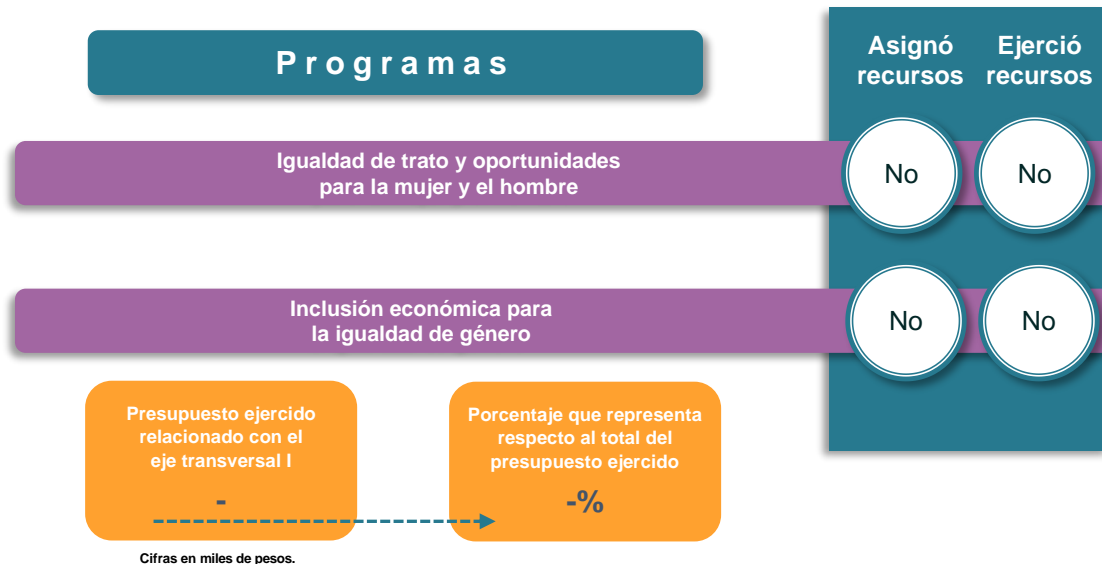 Programas
Asignó
recursos
Ejerció
recursos
Igualdad de trato y oportunidades
para la mujer y el hombre
No
No
Inclusión económica para
la igualdad de género
No
No
Presupuesto ejercido
relacionado con el
eje transversal I
-
Porcentaje que representa
respecto al total del
presupuesto ejercido
-%
Cifras en miles de pesos.